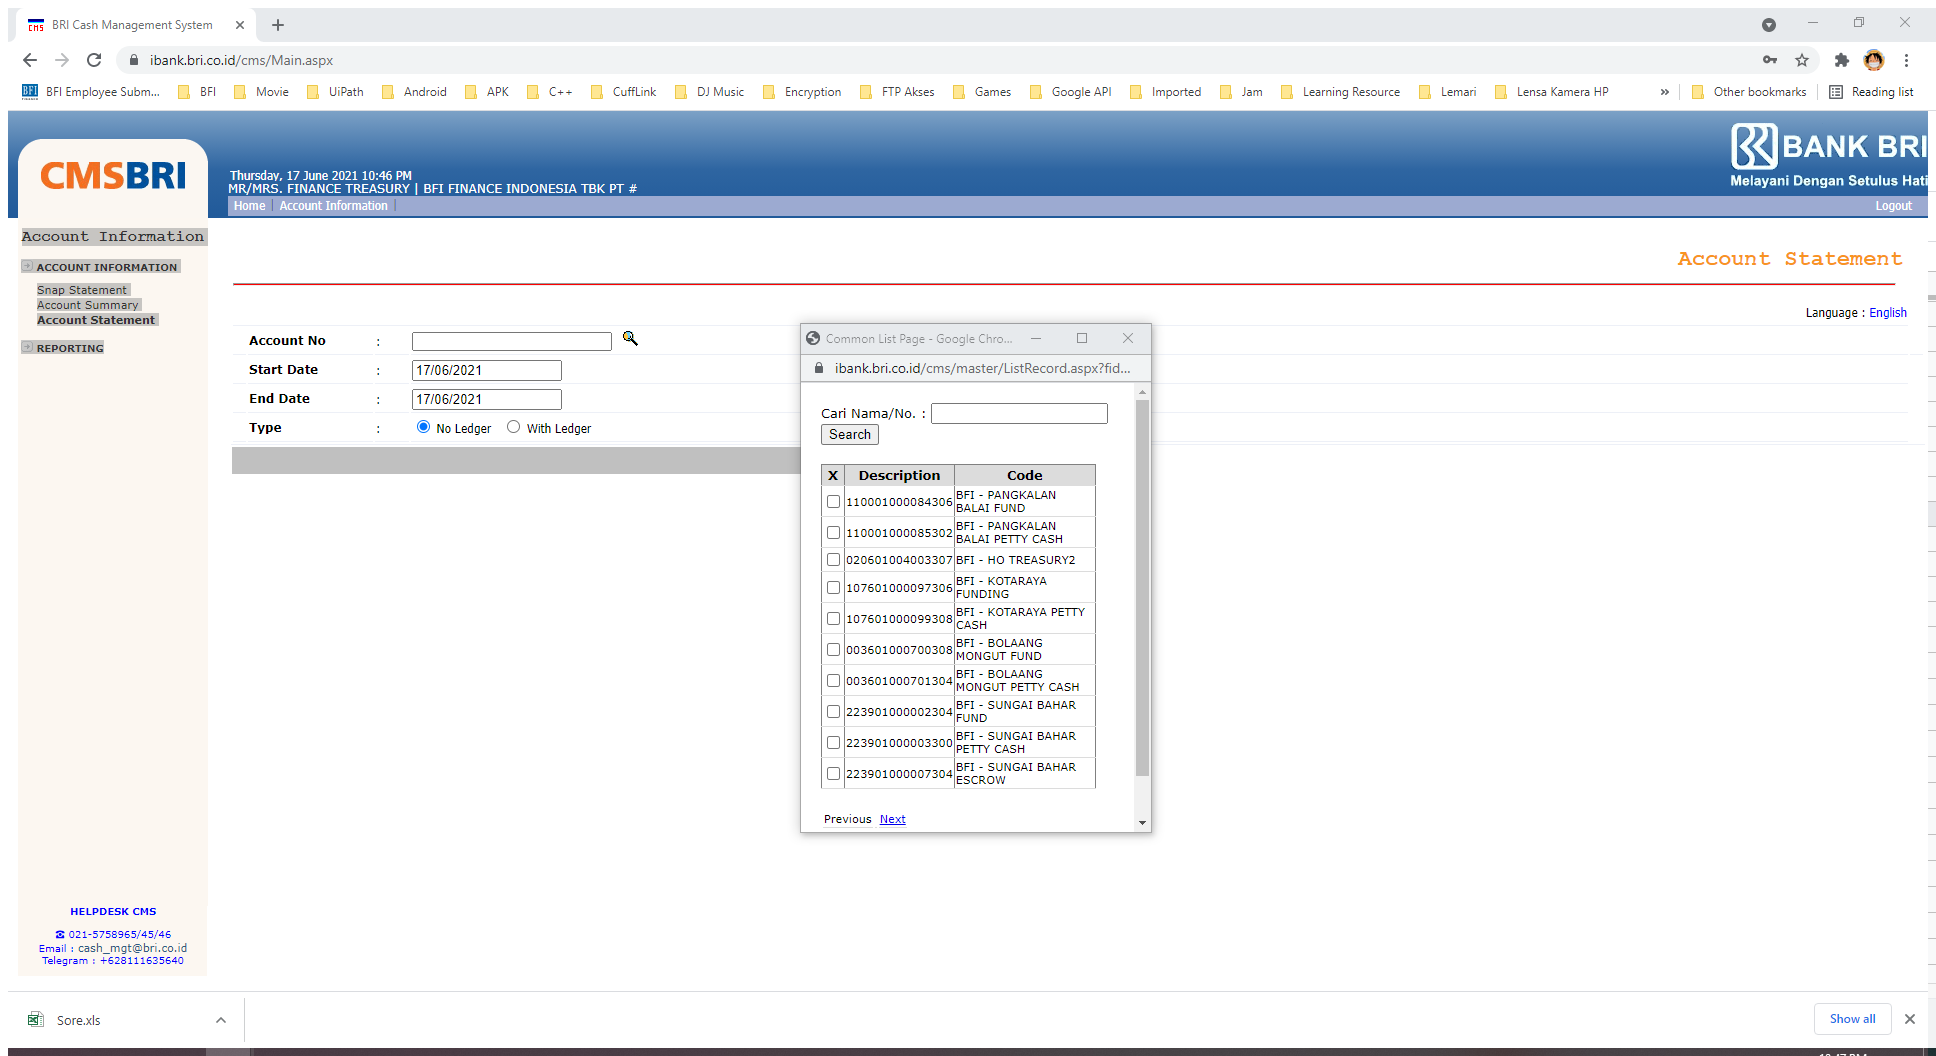 CMS BRI Cash Management System
ibank.bri.co.id/cms/Main.aspx
BFI BFI Employee Subm... BFI Movie UiPath Android APK C++ CuffLink DJ Music Encryption FTP Akses Games Google API Imported Jam Learning Resource Lemari Lensa Kamera HP » Other bookmarks Reading list
CMSBRI
BANK BRI
Melayani Dengan Setulus Hati
Thursday, 17 June 2021 10:46 PM
MR/MRS. FINANCE TREASURY | BFI FINANCE INDONESIA TBK PT #
Home | Account Information | Logout
Account Information
ACCOUNT INFORMATION
Snap Statement
Account Summary
Account Statement
REPORTING
Account Statement
Language : English
Account No :
Start Date : 17/06/2021
End Date : 17/06/2021
Type : No Ledger With Ledger
Common List Page - Google Chro...
ibank.bri.co.id/cms/master/ListRecord.aspx?fid...
Cari Nama/No. :
Search
X Description Code
110001000084306 BFI - PANGKALAN
BALAI FUND
110001000085302 BFI - PANGKALAN
BALAI PETTY CASH
020601004003307 BFI - HO TREASURY2
107601000097306 BFI - KOTARAYA
FUNDING
107601000099308 BFI - KOTARAYA PETTY
CASH
003601000700308 BFI - BOLAANG
MONGUT FUND
003601000701304 BFI - BOLAANG
MONGUT PETTY CASH
223901000002304 BFI - SUNGAI BAHAR
FUND
223901000003300 BFI - SUNGAI BAHAR
PETTY CASH
223901000007304 BFI - SUNGAI BAHAR
ESCROW
Previous Next
HELPDESK CMS
☎ 021-5758965/45/46
Email : cash_mgt@bri.co.id
Telegram : +628111635640
Sore.xls
Show all